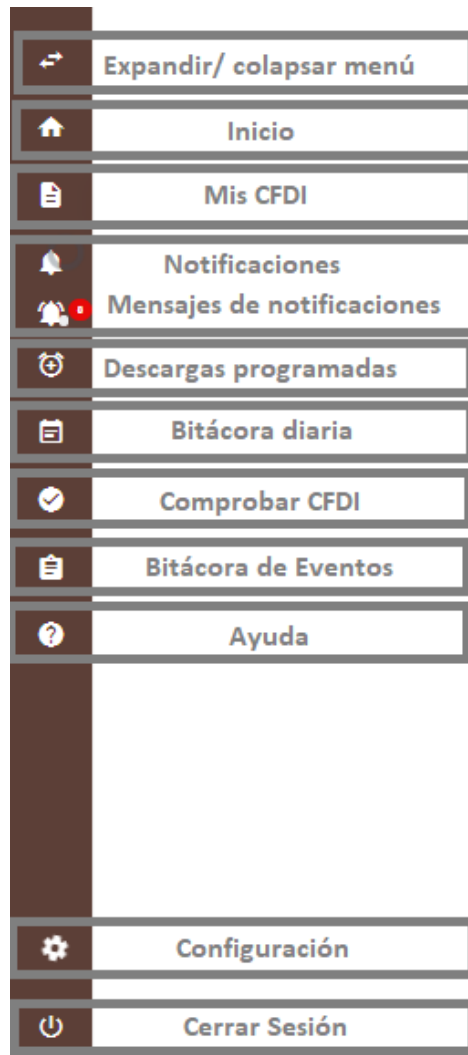 Expandir/ colapsar menú
Inicio
Mis CFDI
Notificaciones
Mensajes de notificaciones
Descargas programadas
Bitácora diaria
Comprobar CFDI
Bitácora de Eventos
Ayuda
Configuración
Cerrar Sesión